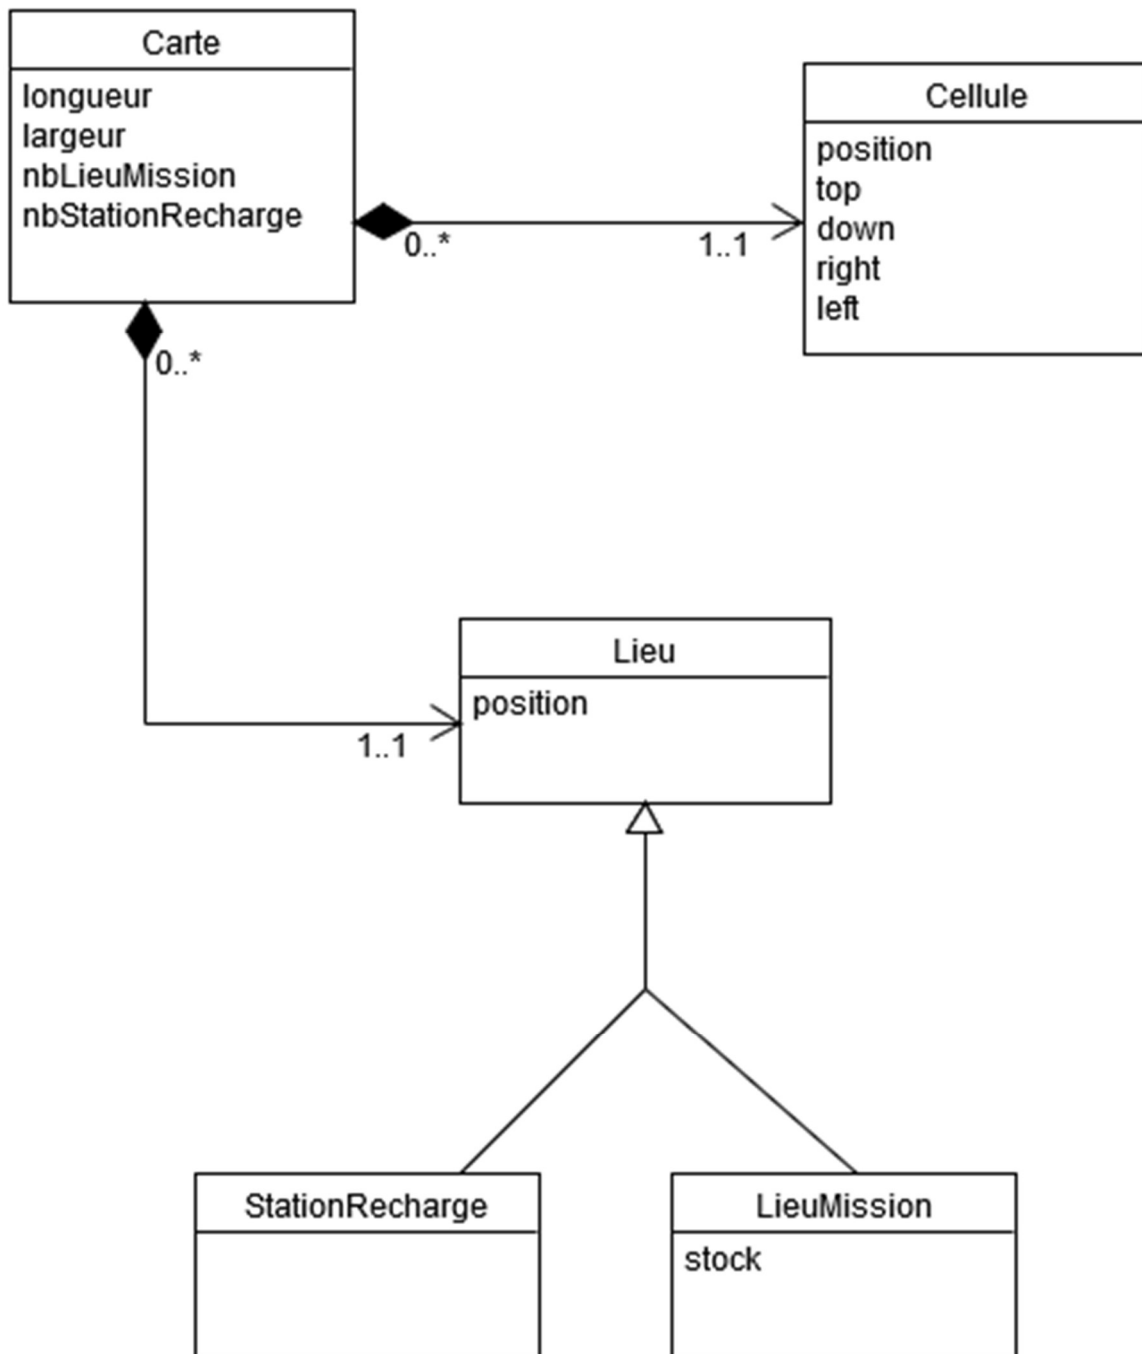 Carte
longueur
largeur
nbLieuMission
nbStationRecharge
0..*
1..1
Cellule
position
top
down
right
left
0..*
1..1
Lieu
position
StationRecharge
LieuMission
stock